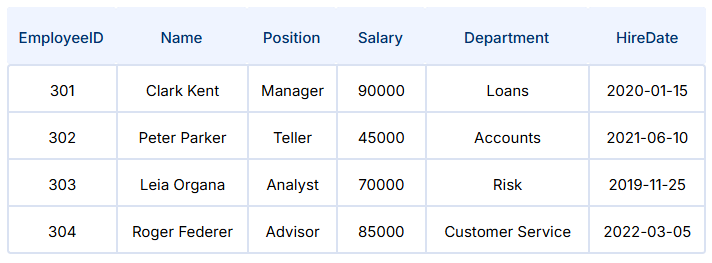 EmployeeID Name Position Salary Department HireDate
301 Clark Kent Manager 90000 Loans 2020-01-15
302 Peter Parker Teller 45000 Accounts 2021-06-10
303 Leia Organa Analyst 70000 Risk 2019-11-25
304 Roger Federer Advisor 85000 Customer Service 2022-03-05